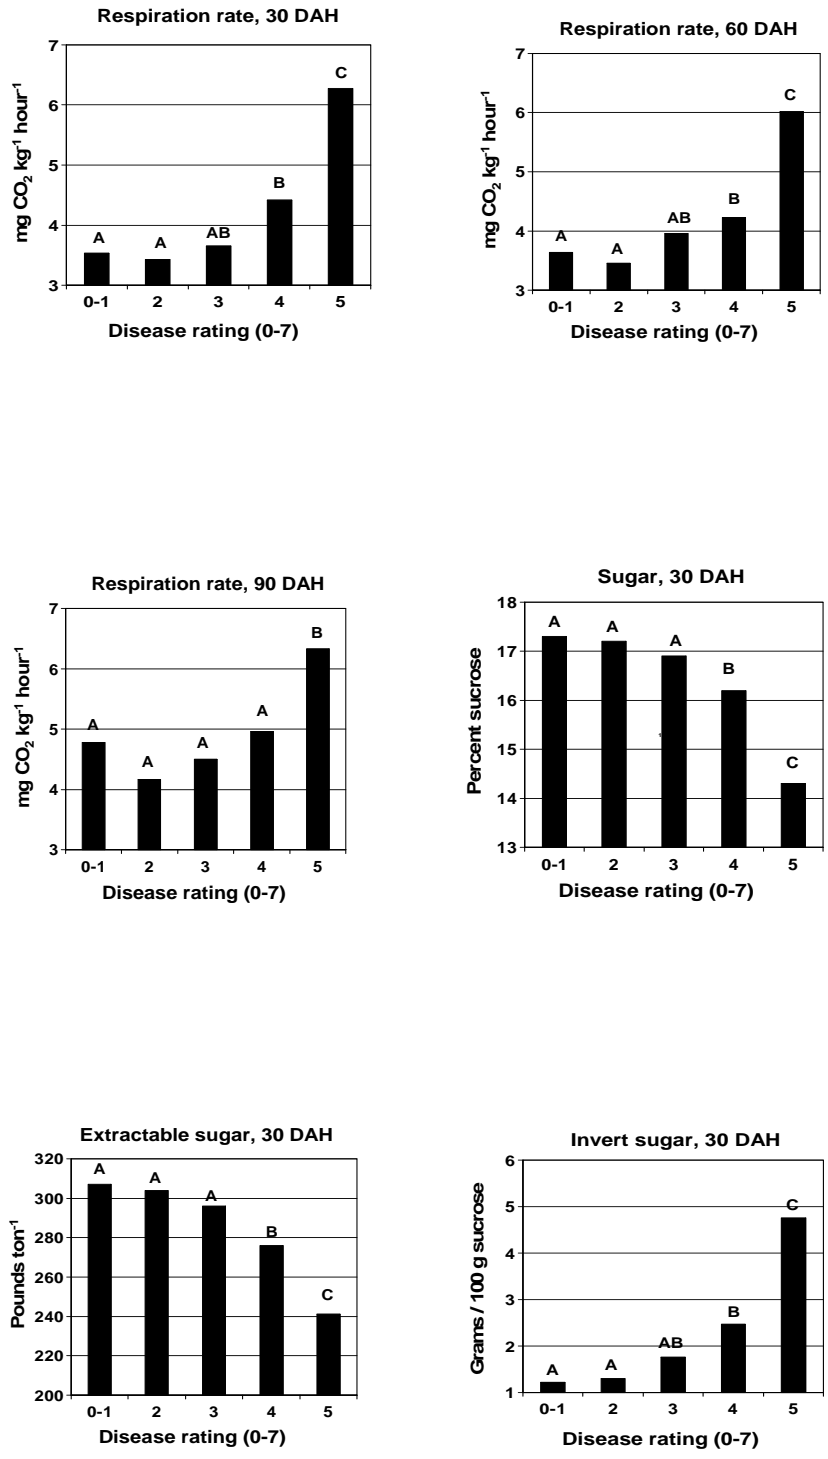 Respiration rate, 30 DAH
mg CO₂ kg⁻¹ hour⁻¹
7
6
5
4
3
A
A
AB
B
C
0-1 2 3 4 5
Disease rating (0-7)
Respiration rate, 60 DAH
mg CO₂ kg⁻¹ hour⁻¹
7
6
5
4
3
A
A
AB
B
C
0-1 2 3 4 5
Disease rating (0-7)
Respiration rate, 90 DAH
mg CO₂ kg⁻¹ hour⁻¹
7
6
5
4
3
A
A
A
A
B
0-1 2 3 4 5
Disease rating (0-7)
Sugar, 30 DAH
Percent sucrose
18
17
16
15
14
13
A
A
A
B
C
0-1 2 3 4 5
Disease rating (0-7)
Extractable sugar, 30 DAH
Pounds ton⁻¹
320
300
280
260
240
220
200
A
A
A
B
C
0-1 2 3 4 5
Disease rating (0-7)
Invert sugar, 30 DAH
Grams / 100 g sucrose
6
5
4
3
2
1
A
A
AB
B
C
0-1 2 3 4 5
Disease rating (0-7)